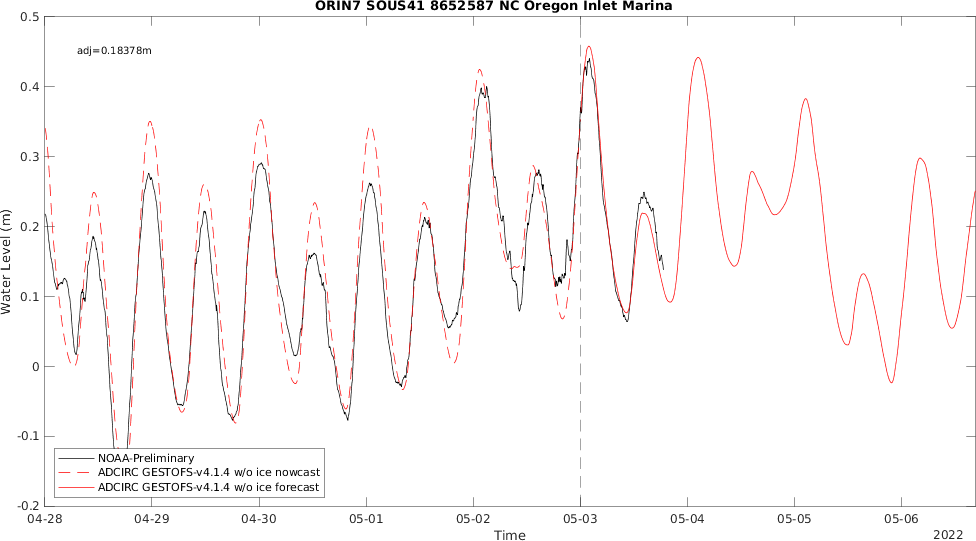 ORIN7 SOUS41 8652587 NC Oregon Inlet Marina
adj=0.18378m
Water Level (m)
0.5
0.4
0.3
0.2
0.1
0
-0.1
-0.2
NOAA-Preliminary
ADCIRC GESTOFS-v4.1.4 w/o ice nowcast
ADCIRC GESTOFS-v4.1.4 w/o ice forecast
04-28 04-29 04-30 05-01 05-02 05-03 05-04 05-05 05-06
Time
2022